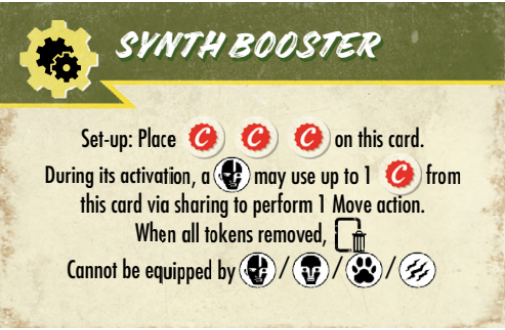 SYNTH BOOSTER
Set-up: Place C C C on this card.
During its activation, a may use up to 1 C from
this card via sharing to perform 1 Move action.
When all tokens removed,
Cannot be equipped by / / /